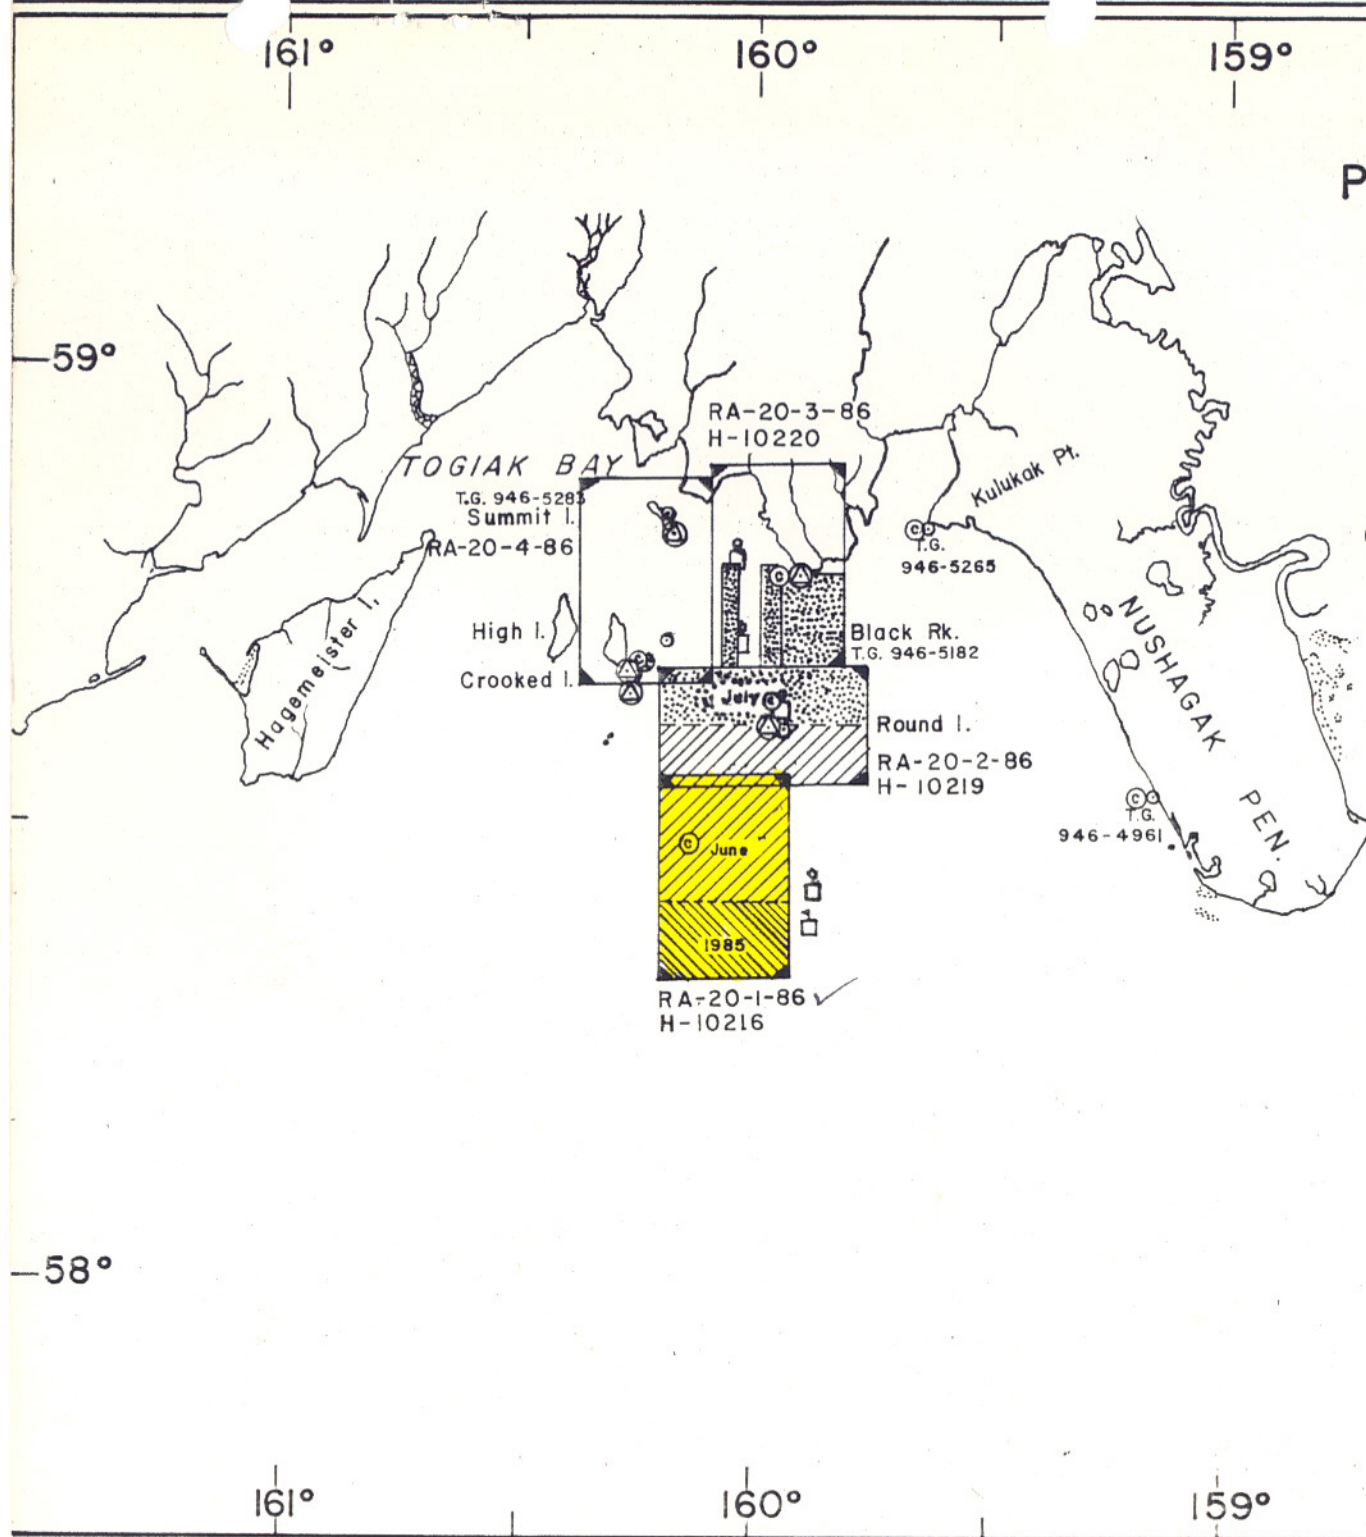 161° 160° 159°
P
59°
RA-20-3-86
H-10220
TOGIAK BAY
T.G. 946-5283
Summit I.
RA-20-4-86
Kulukak Pt.
T.G.
946-5265
High I.
Crooked I.
Hagemeister I.
Black Rk.
T.G. 946-5182
NUSHAGAK PEN.
July
Round I.
RA-20-2-86
H-10219
C June
T.G.
946-4961
1985
RA-20-1-86
H-10216
58°
161° 160° 159°